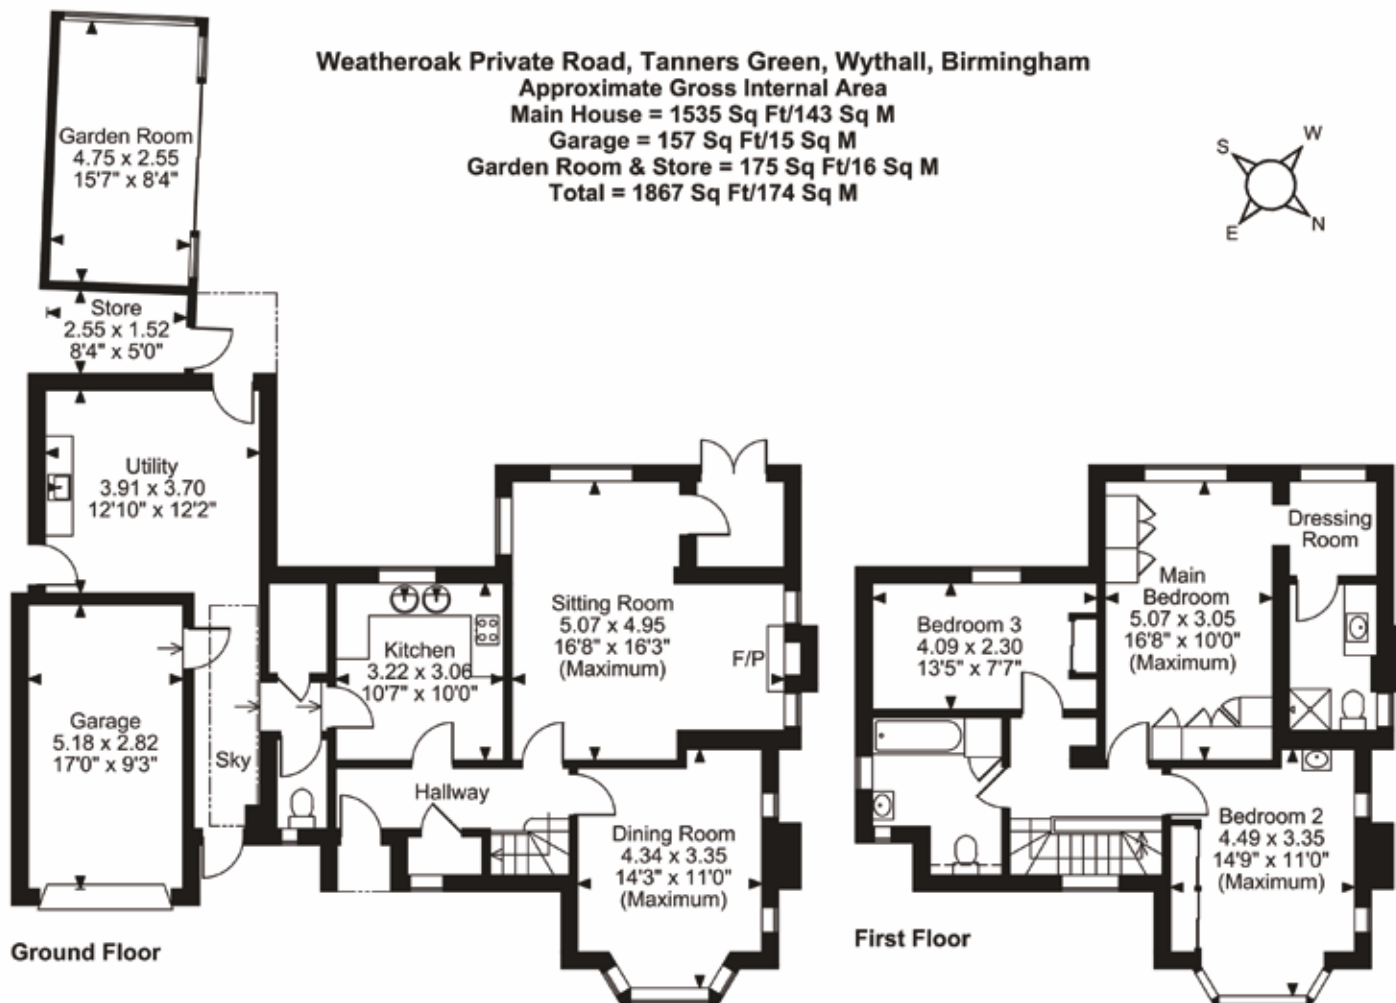 Weatheroak Private Road, Tanners Green, Wythall, Birmingham
Approximate Gross Internal Area
Main House = 1535 Sq Ft/143 Sq M
Garage = 157 Sq Ft/15 Sq M
Garden Room & Store = 175 Sq Ft/16 Sq M
Total = 1867 Sq Ft/174 Sq M
S
W
E
N
Garden Room
4.75 x 2.55
15'7" x 8'4"
Store
2.55 x 1.52
8'4" x 5'0"
Utility
3.91 x 3.70
12'10" x 12'2"
Garage
5.18 x 2.82
17'0" x 9'3"
Sky
Kitchen
3.22 x 3.06
10'7" x 10'0"
Sitting Room
5.07 x 4.95
16'8" x 16'3"
(Maximum)
F/P
Hallway
Dining Room
4.34 x 3.35
14'3" x 11'0"
(Maximum)
Ground Floor
Bedroom 3
4.09 x 2.30
13'5" x 7'7"
Main
Bedroom
5.07 x 3.05
16'8" x 10'0"
(Maximum)
Dressing
Room
Bedroom 2
4.49 x 3.35
14'9" x 11'0"
(Maximum)
First Floor